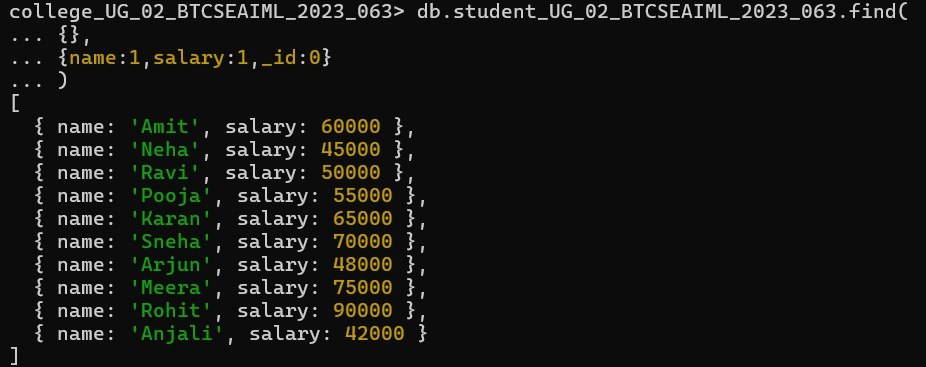 college_UG_02_BTCSEAIML_2023_063> db.student_UG_02_BTCSEAIML_2023_063.find(
... {},
... {name:1,salary:1,_id:0}
... )
[
  { name: 'Amit', salary: 60000 },
  { name: 'Neha', salary: 45000 },
  { name: 'Ravi', salary: 50000 },
  { name: 'Pooja', salary: 55000 },
  { name: 'Karan', salary: 65000 },
  { name: 'Sneha', salary: 70000 },
  { name: 'Arjun', salary: 48000 },
  { name: 'Meera', salary: 75000 },
  { name: 'Rohit', salary: 90000 },
  { name: 'Anjali', salary: 42000 }
]